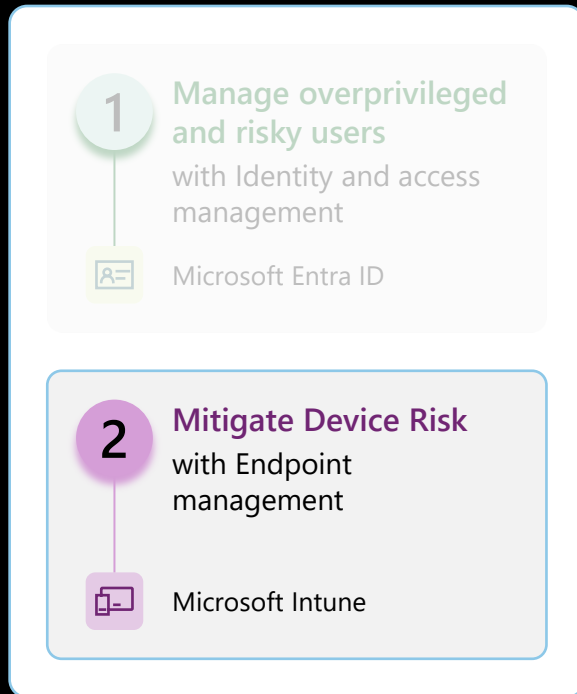 1
Manage overprivileged
and risky users
with Identity and access
management
Microsoft Entra ID
2
Mitigate Device Risk
with Endpoint
management
Microsoft Intune